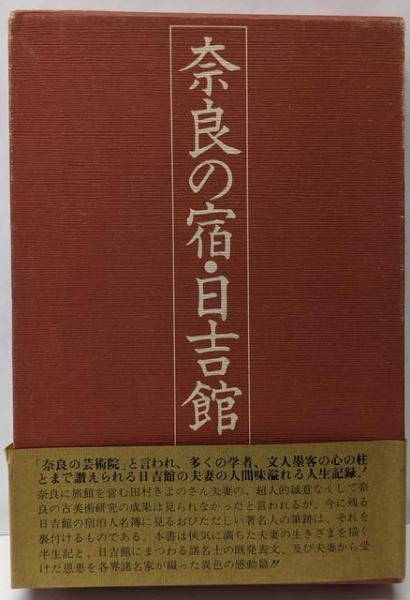 奈良の宿・日吉館
「奈良の芸術院」と言われ、多くの学者、文人墨客の心の柱
とまで讃えられる日吉館の夫妻の人間味溢れる人生記録!!
奈良に旅館を営む田村きよのさん夫妻の、超人的誠意なくして奈
良の古美術研究の成果は見られなかったと言われるが、今に残る
日吉館の宿泊人名簿に見るおびただしい著名人の筆跡は、それを
裏付けるものである。本書は俠気に満ちた夫妻の生きざまを描く
半生記と、日吉館にまつわる諸名士の既発表文、及び夫妻から受
けた恩恵を各界諸名家が綴った異色の感動篇!!